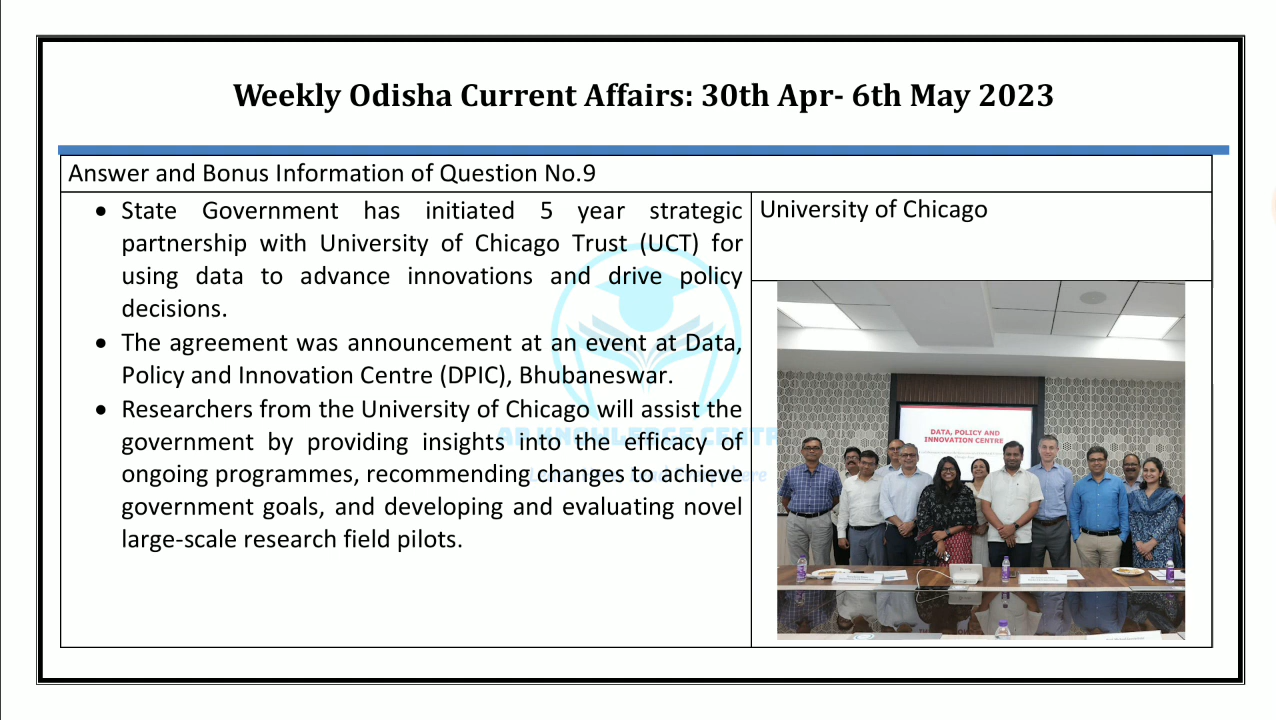 Weekly Odisha Current Affairs: 30th Apr- 6th May 2023
Answer and Bonus Information of Question No.9
• State Government has initiated 5 year strategic
partnership with University of Chicago Trust (UCT) for
using data to advance innovations and drive policy
decisions.
• The agreement was announcement at an event at Data,
Policy and Innovation Centre (DPIC), Bhubaneswar.
• Researchers from the University of Chicago will assist the
government by providing insights into the efficacy of
ongoing programmes, recommending changes to achieve
government goals, and developing and evaluating novel
large-scale research field pilots.
University of Chicago
DATA, POLICY AND
INNOVATION CENTRE
KNOWLEDGE CENTR